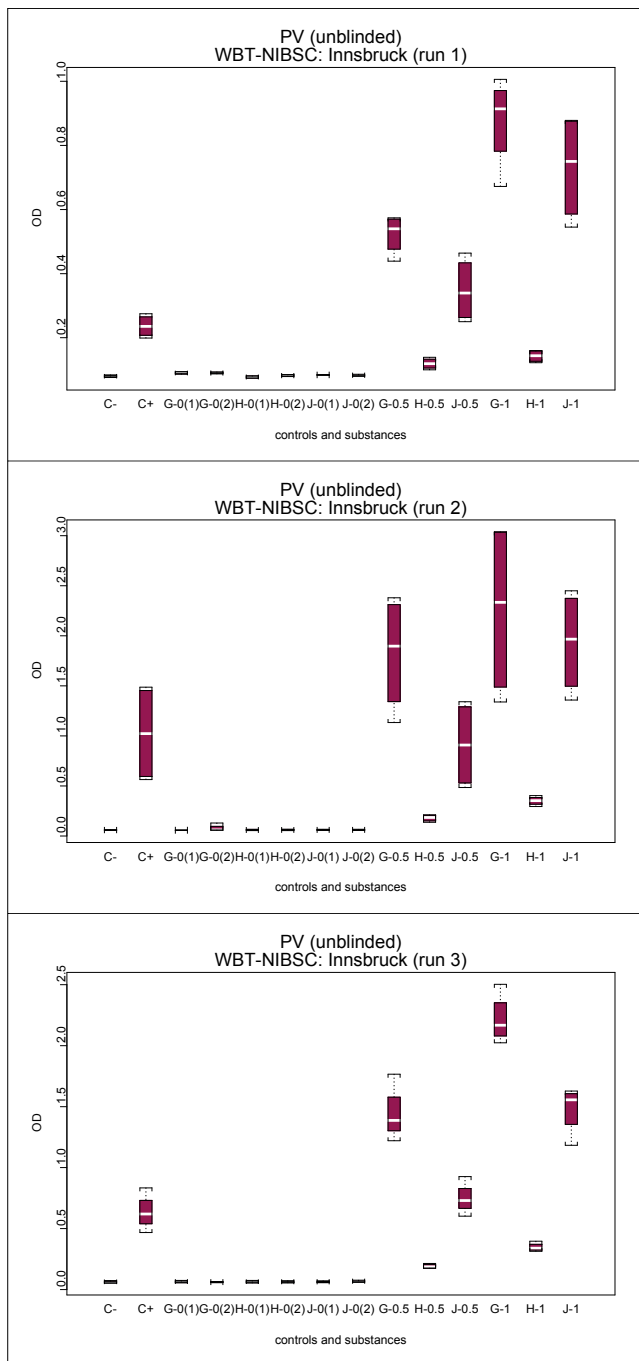 PV (unblinded)
WBT-NIBSC: Innsbruck (run 1)
1.0
0.8
0.6
0.4
0.2
OD
C- C+ G-0(1) G-0(2) H-0(1) H-0(2) J-0(1) J-0(2) G-0.5 H-0.5 J-0.5 G-1 H-1 J-1
controls and substances
PV (unblinded)
WBT-NIBSC: Innsbruck (run 2)
3.0
2.5
2.0
1.5
1.0
0.5
0.0
OD
C- C+ G-0(1) G-0(2) H-0(1) H-0(2) J-0(1) J-0(2) G-0.5 H-0.5 J-0.5 G-1 H-1 J-1
controls and substances
PV (unblinded)
WBT-NIBSC: Innsbruck (run 3)
2.5
2.0
1.5
1.0
0.5
0.0
OD
C- C+ G-0(1) G-0(2) H-0(1) H-0(2) J-0(1) J-0(2) G-0.5 H-0.5 J-0.5 G-1 H-1 J-1
controls and substances